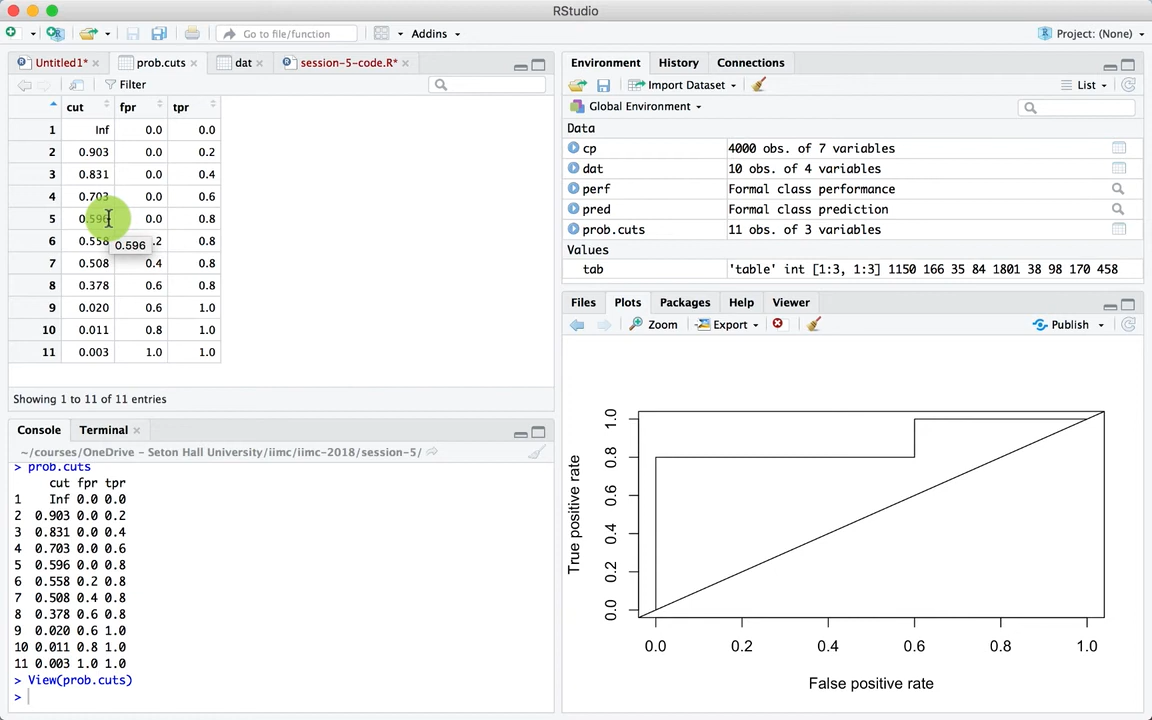 RStudio
Go to file/function
Addins
Project: (None)
Untitled1*
prob.cuts
dat
session-5-code.R*
Filter
cut fpr tpr
1 Inf 0.0 0.0
2 0.903 0.0 0.2
3 0.831 0.0 0.4
4 0.703 0.0 0.6
5 0.596 0.0 0.8
6 0.558 .2 0.8
0.596
7 0.508 0.4 0.8
8 0.378 0.6 0.8
9 0.020 0.6 1.0
10 0.011 0.8 1.0
11 0.003 1.0 1.0
Showing 1 to 11 of 11 entries
Console Terminal
~/courses/OneDrive - Seton Hall University/iimc/iimc-2018/session-5/
> prob.cuts
cut fpr tpr
1 Inf 0.0 0.0
2 0.903 0.0 0.2
3 0.831 0.0 0.4
4 0.703 0.0 0.6
5 0.596 0.0 0.8
6 0.558 0.2 0.8
7 0.508 0.4 0.8
8 0.378 0.6 0.8
9 0.020 0.6 1.0
10 0.011 0.8 1.0
11 0.003 1.0 1.0
> View(prob.cuts)
>
Environment History Connections
Import Dataset
List
Global Environment
Data
cp 4000 obs. of 7 variables
dat 10 obs. of 4 variables
perf Formal class performance
pred Formal class prediction
prob.cuts 11 obs. of 3 variables
Values
tab 'table' int [1:3, 1:3] 1150 166 35 84 1801 38 98 170 458
Files Plots Packages Help Viewer
Zoom Export Publish
True positive rate
1.0
0.8
0.6
0.4
0.2
0.0
0.0 0.2 0.4 0.6 0.8 1.0
False positive rate